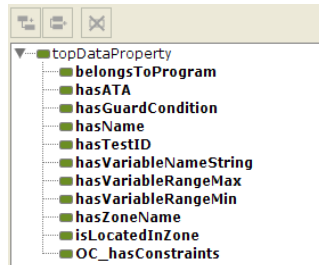 topDataProperty
belongsToProgram
hasATA
hasGuardCondition
hasName
hasTestID
hasVariableNameString
hasVariableRangeMax
hasVariableRangeMin
hasZoneName
isLocatedInZone
OC_hasConstraints